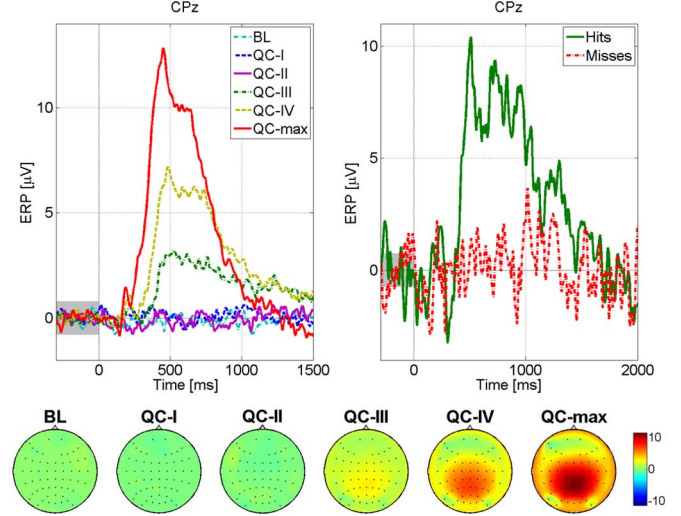 CPz
BL
QC-I
QC-II
QC-III
QC-IV
QC-max
ERP [μV]
10
5
0
0 500 1000 1500
Time [ms]
CPz
Hits
Misses
ERP [μV]
10
5
0
0 500 1000 2000
Time [ms]
BL QC-I QC-II QC-III QC-IV QC-max
10
0
-10